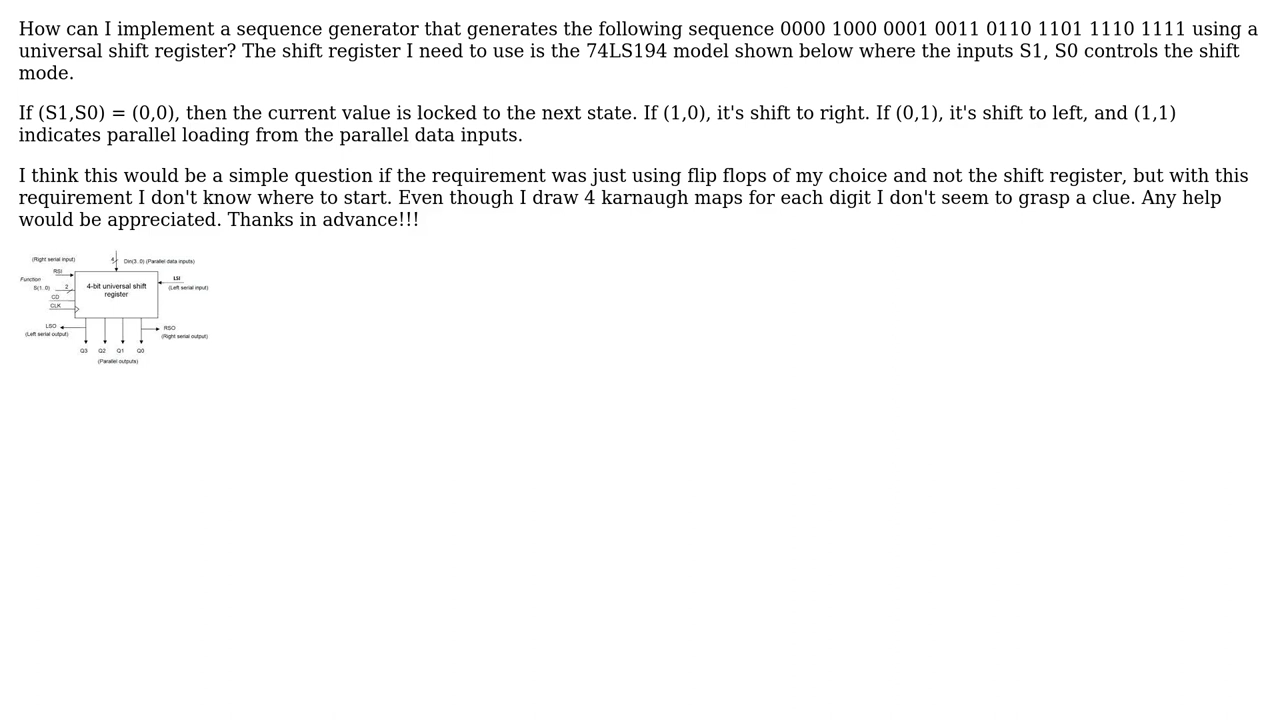 How can I implement a sequence generator that generates the following sequence 0000 1000 0001 0011 0110 1101 1110 1111 using a
universal shift register? The shift register I need to use is the 74LS194 model shown below where the inputs S1, S0 controls the shift
mode.
If (S1,S0) = (0,0), then the current value is locked to the next state. If (1,0), it's shift to right. If (0,1), it's shift to left, and (1,1)
indicates parallel loading from the parallel data inputs.
I think this would be a simple question if the requirement was just using flip flops of my choice and not the shift register, but with this
requirement I don't know where to start. Even though I draw 4 karnaugh maps for each digit I don't seem to grasp a clue. Any help
would be appreciated. Thanks in advance!!!
(Right serial input)
4
Din(3..0) (Parallel data inputs)
RSI
Function
S(1..0)
2
CD
CLK
4-bit universal shift
register
LSI
(Left serial input)
LSO
(Left serial output)
RSO
(Right serial output)
Q3 Q2 Q1 Q0
(Parallel outputs)